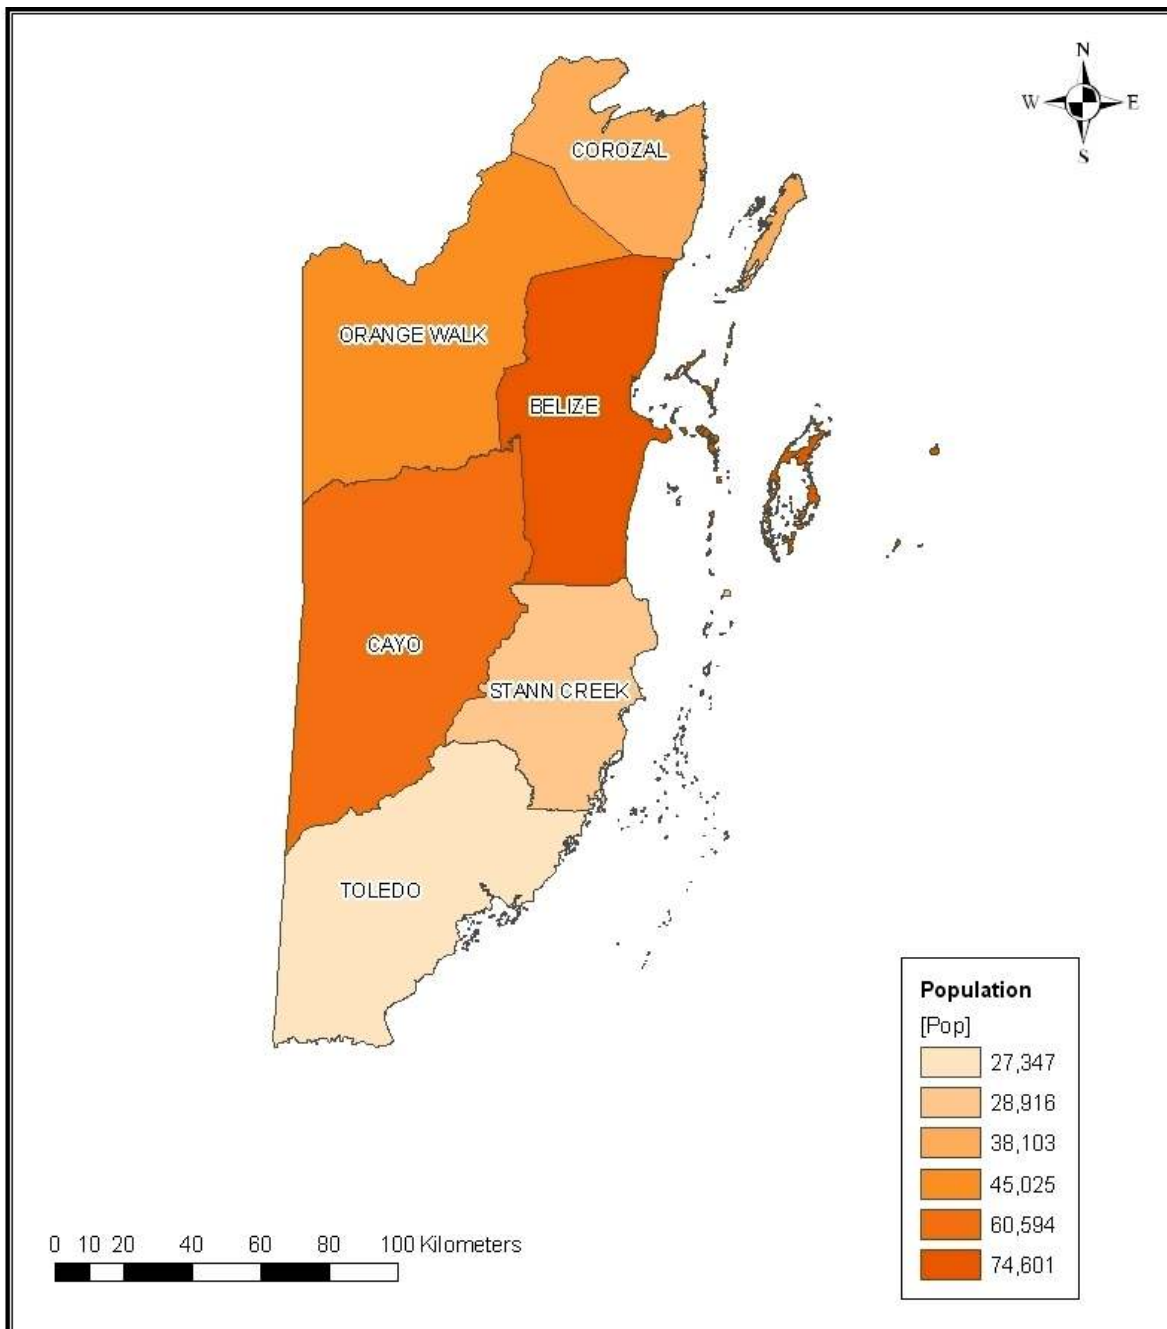 N
W E
S
COROZAL
ORANGE WALK
BELIZE
CAYO
STANN CREEK
TOLEDO
Population
[Pop]
27,347
28,916
38,103
45,025
60,594
74,601
0 10 20 40 60 80 100 Kilometers